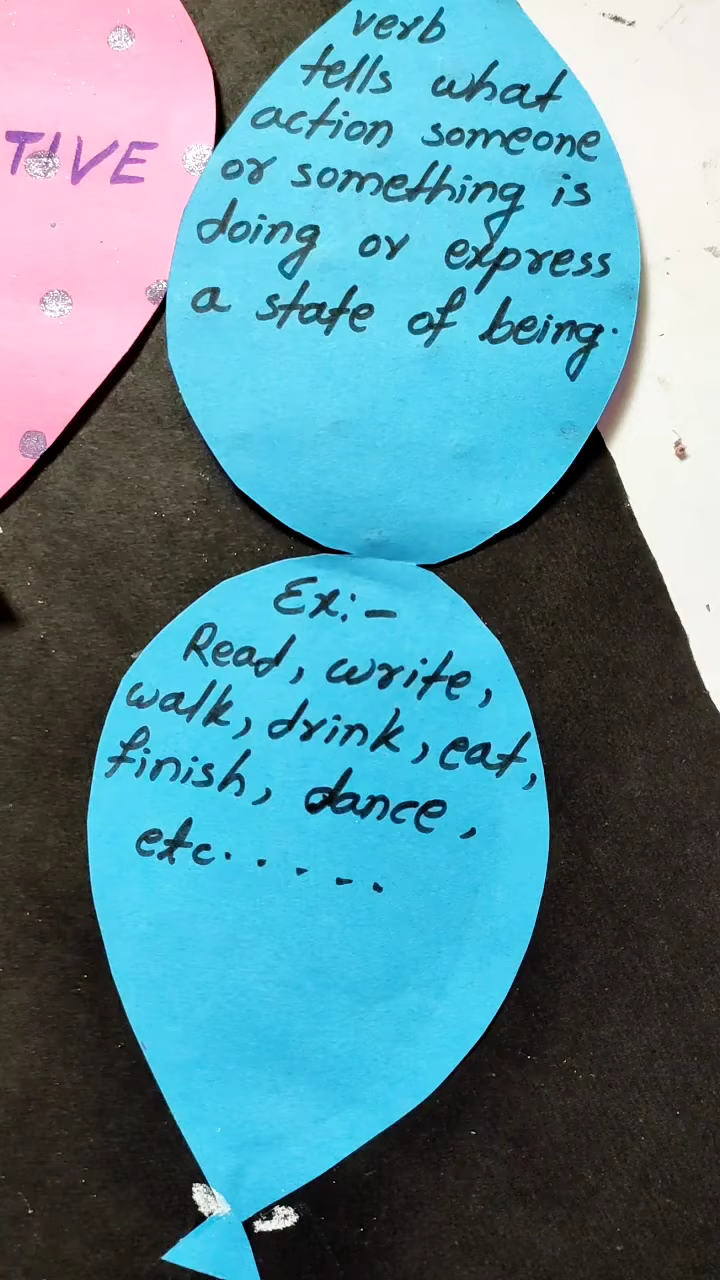 TIVE
verb
tells what
action someone
or something is
doing or express
a state of being.
Ex:-
Read, write,
walk, drink, eat,
finish, dance,
etc......